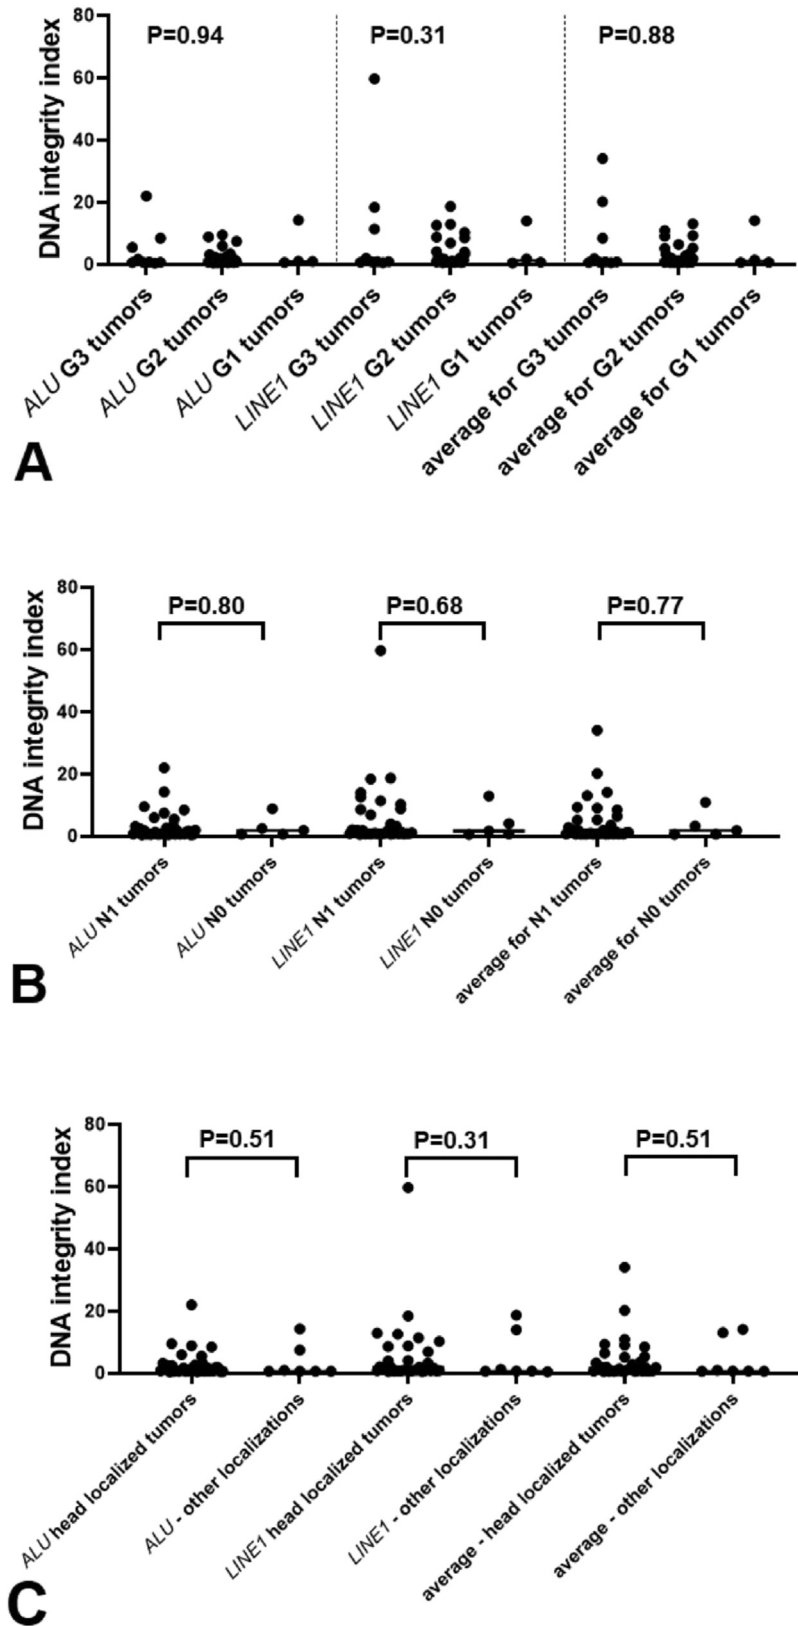 80
60
40
20
0
DNA integrity index
P=0.94
P=0.31
P=0.88
ALU G3 tumors
ALU G2 tumors
ALU G1 tumors
LINE1 G3 tumors
LINE1 G2 tumors
LINE1 G1 tumors
average for G3 tumors
average for G2 tumors
average for G1 tumors
A
80
60
40
20
0
DNA integrity index
P=0.80
P=0.68
P=0.77
ALU N1 tumors
ALU N0 tumors
LINE1 N1 tumors
LINE1 N0 tumors
average for N1 tumors
average for N0 tumors
B
80
60
40
20
0
DNA integrity index
P=0.51
P=0.31
P=0.51
ALU head localized tumors
ALU - other localizations
LINE1 head localized tumors
LINE1 - other localizations
average - head localized tumors
average - other localizations
C